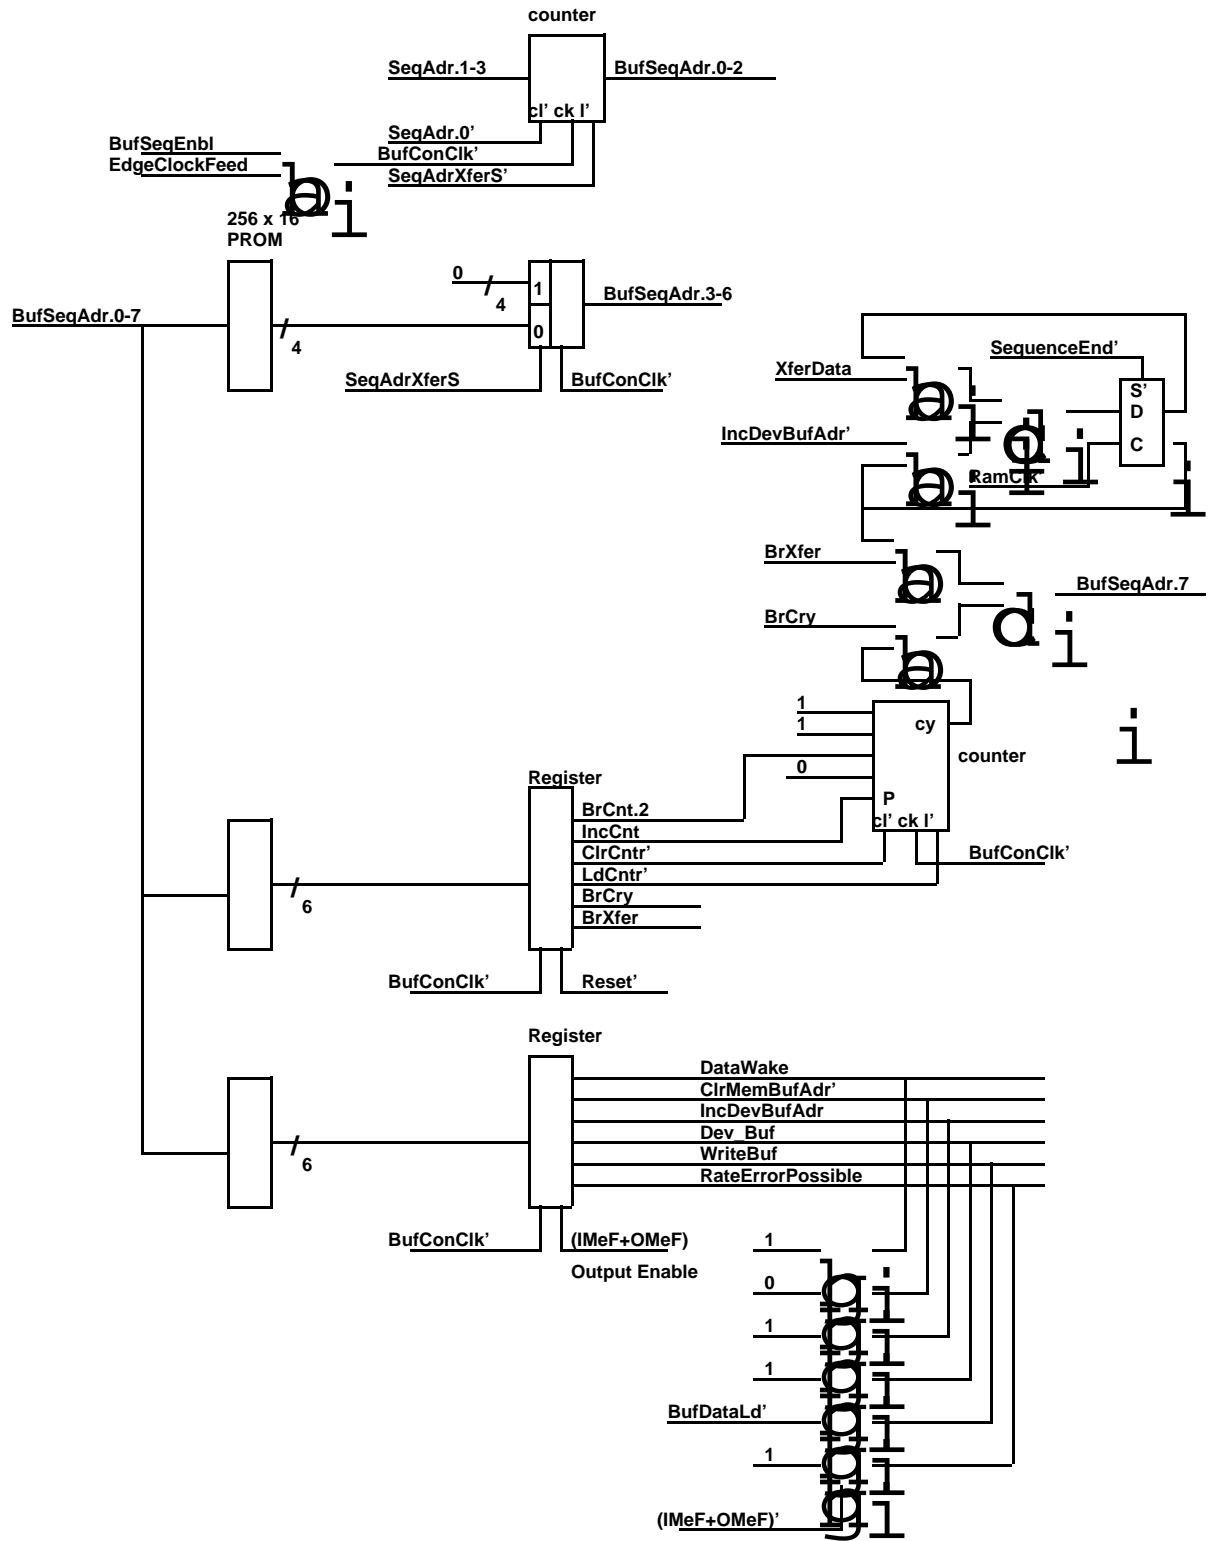 counter
SeqAdr.1-3
BufSeqAdr.0-2
cl' ck l'
SeqAdr.0'
BufSeqEnbl
BufConClk'
EdgeClockFeed
SeqAdrXferS'
256 x 16
PROM
0
1
4
BufSeqAdr.3-6
BufSeqAdr.0-7
0
4
SeqAdrXferS
BufConClk'
SequenceEnd'
XferData
S'
D
IncDevBufAdr'
C
RamClk'
BrXfer
BufSeqAdr.7
BrCry
1
1
cy
counter
0
Register
P
BrCnt.2
cl' ck l'
IncCnt
ClrCntr'
BufConClk'
LdCntr'
6
BrCry
BrXfer
BufConClk'
Reset'
Register
DataWake
ClrMemBufAdr'
IncDevBufAdr
Dev_Buf
WriteBuf
6
RateErrorPossible
BufConClk'
(IMeF+OMeF)
1
Output Enable
0
1
1
BufDataLd'
1
(IMeF+OMeF)'